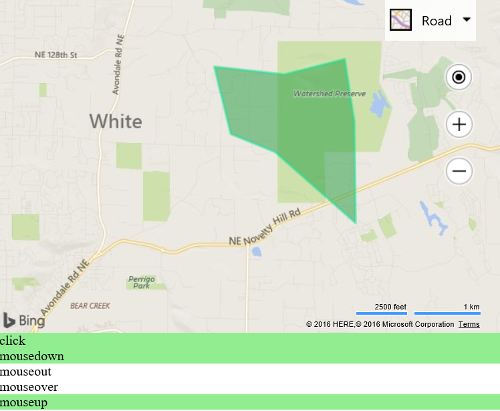 Road
NE 128th St
Avondale Rd NE
Watershed Preserve
White
NE Novelty Hill Rd
Avondale Rd NE
Perrigo
Park
BEAR CREEK
2500 feet
1 km
Bing
© 2016 HERE,© 2016 Microsoft Corporation Terms
click
mousedown
mouseout
mouseover
mouseup